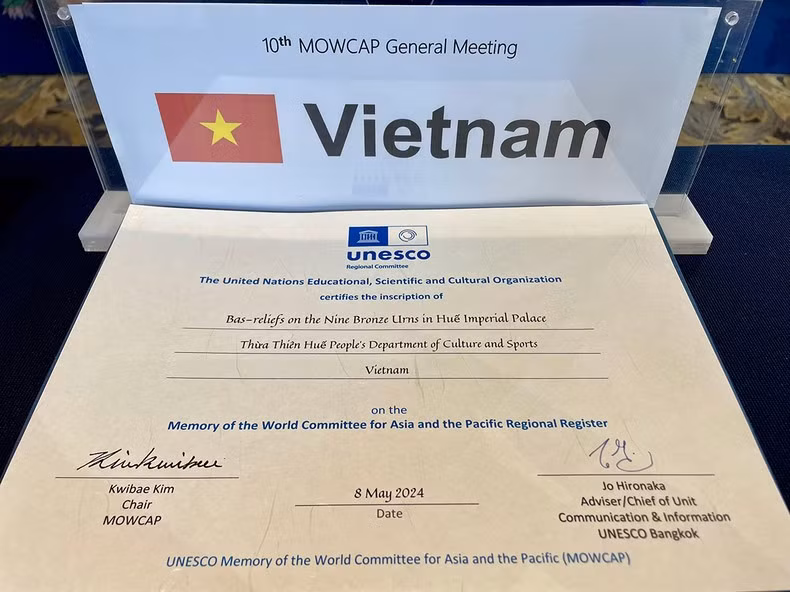 10th MOWCAP General Meeting
Vietnam
unesco
Regional Committee
The United Nations Educational, Scientific and Cultural Organization
certifies the inscription of
Bas-reliefs on the Nine Bronze Urns in Huế Imperial Palace
Thừa Thiên Huế People's Department of Culture and Sports
Vietnam
on the
Memory of the World Committee for Asia and the Pacific Regional Register
Kwibae Kim
Chair
MOWCAP
8 May 2024
Date
Jo Hironaka
Adviser/Chief of Unit
Communication & Information
UNESCO Bangkok
UNESCO Memory of the World Committee for Asia and the Pacific (MOWCAP)